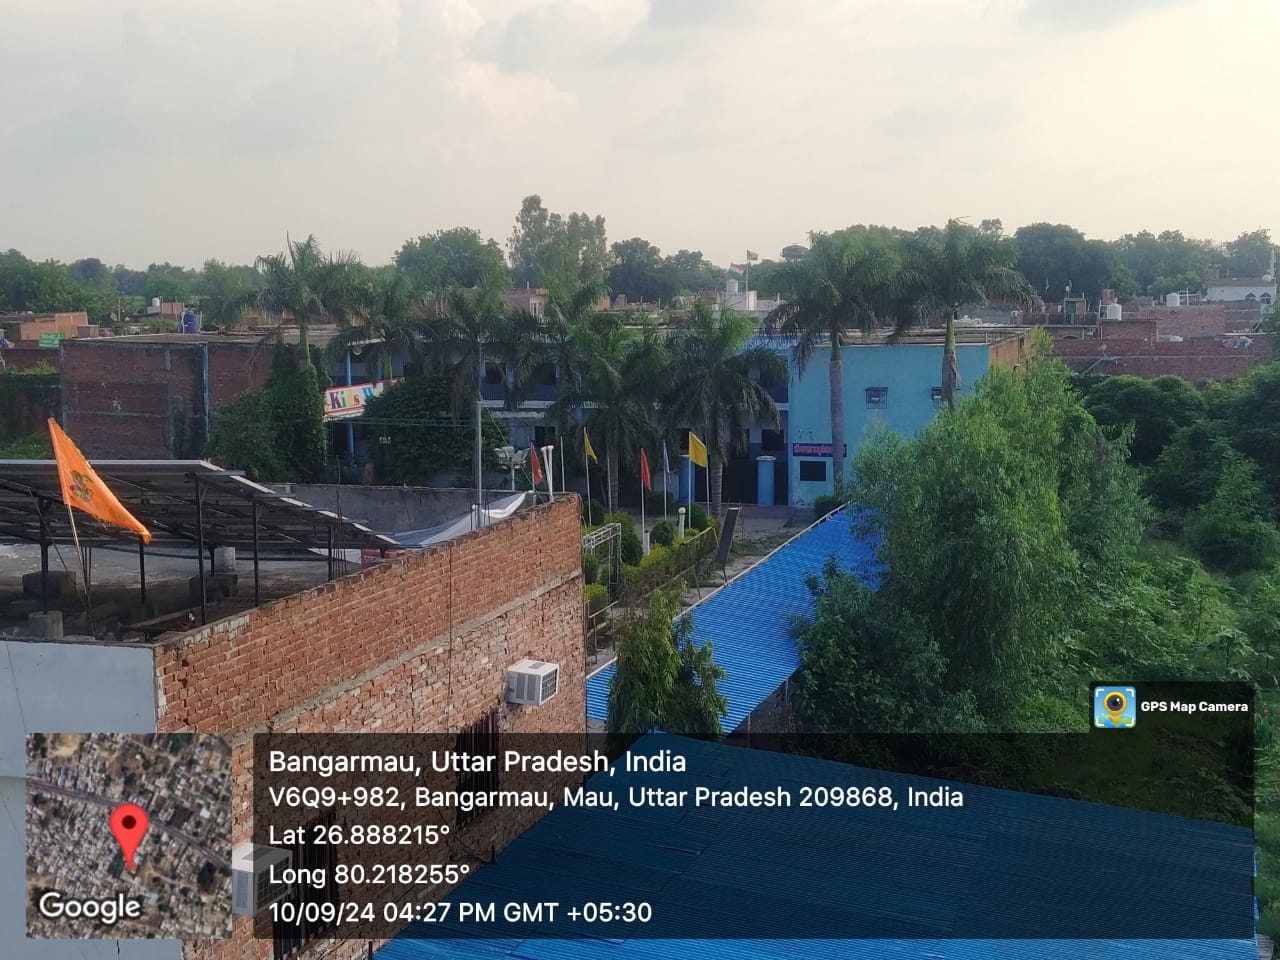 Ki s
GPS Map Camera
Bangarmau, Uttar Pradesh, India
V6Q9+982, Bangarmau, Mau, Uttar Pradesh 209868, India
Lat 26.888215°
Long 80.218255°
10/09/24 04:27 PM GMT +05:30
Google